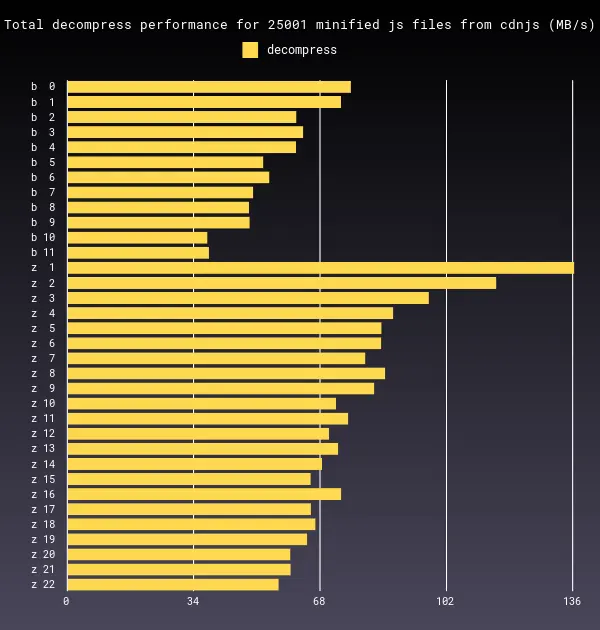 Total decompress performance for 25001 minified js files from cdnjs (MB/s)
decompress
b 0
b 1
b 2
b 3
b 4
b 5
b 6
b 7
b 8
b 9
b 10
b 11
z 1
z 2
z 3
z 4
z 5
z 6
z 7
z 8
z 9
z 10
z 11
z 12
z 13
z 14
z 15
z 16
z 17
z 18
z 19
z 20
z 21
z 22
0 34 68 102 136